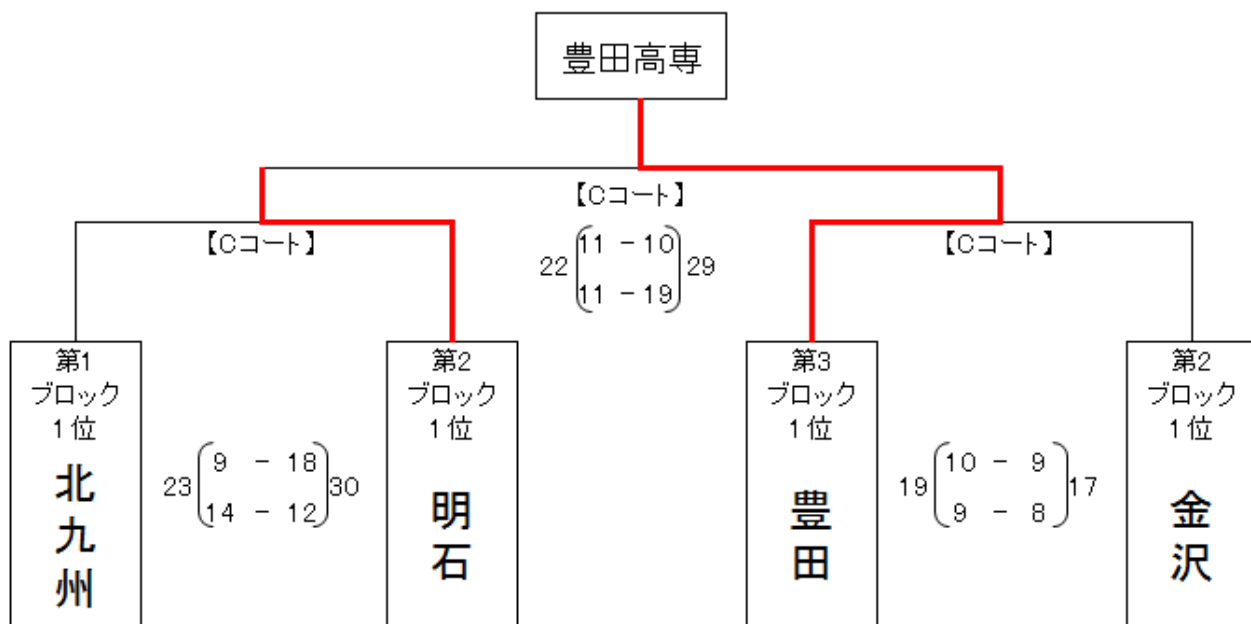 豊田高専
【Cコート】
22(11 - 10)29
(11 - 19)
【Cコート】
【Cコート】
第1
ブロック
1位
北九州
23(9 - 18)30
(14 - 12)
第2
ブロック
1位
明石
第3
ブロック
1位
豊田
19(10 - 9)17
(9 - 8)
第2
ブロック
1位
金沢